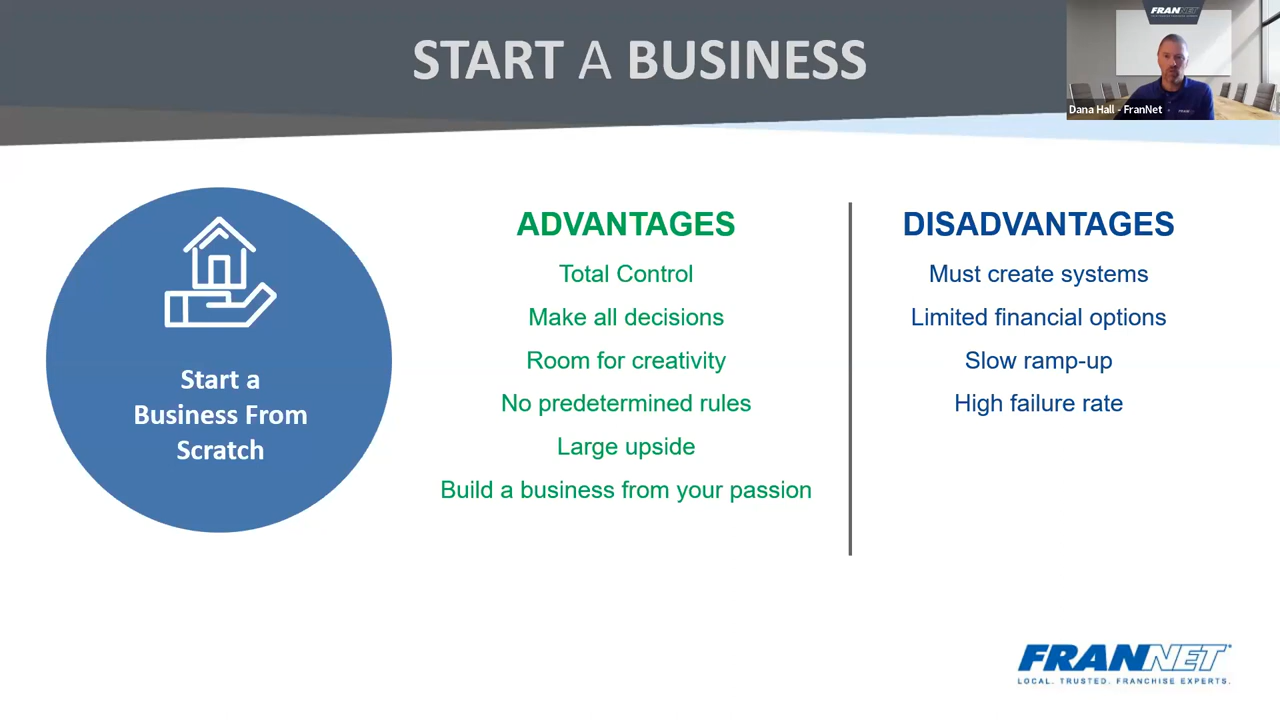 START A BUSINESS
FRANNET
Dana Hall - FranNet
Start a
Business From
Scratch
ADVANTAGES
Total Control
Make all decisions
Room for creativity
No predetermined rules
Large upside
Build a business from your passion
DISADVANTAGES
Must create systems
Limited financial options
Slow ramp-up
High failure rate
FRANNET
LOCAL. TRUSTED. FRANCHISE EXPERTS.